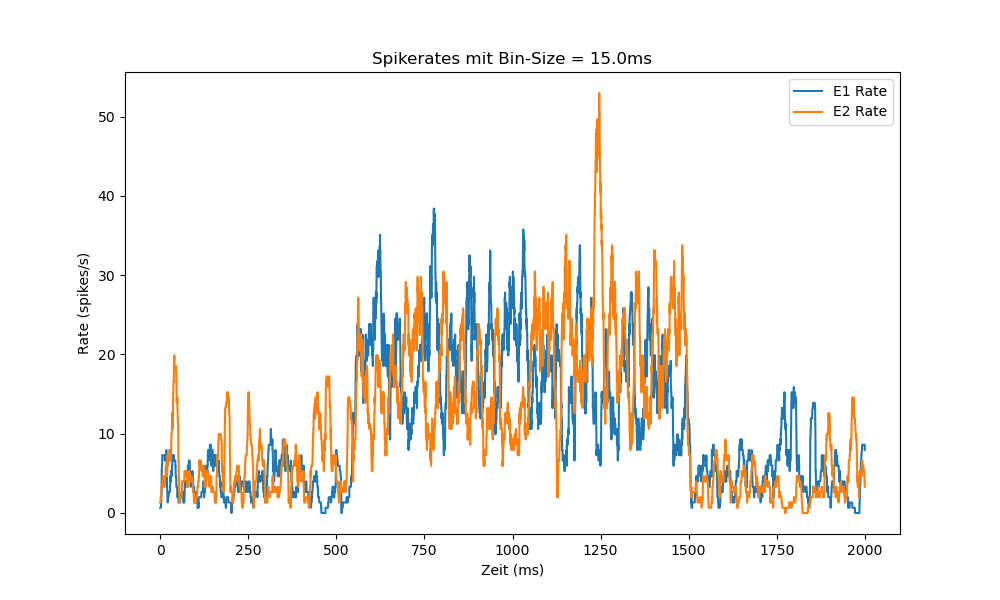 Spikerates mit Bin-Size = 15.0ms
E1 Rate
E2 Rate
50
40
30
20
10
0
Rate (spikes/s)
0 250 500 750 1000 1250 1500 1750 2000
Zeit (ms)